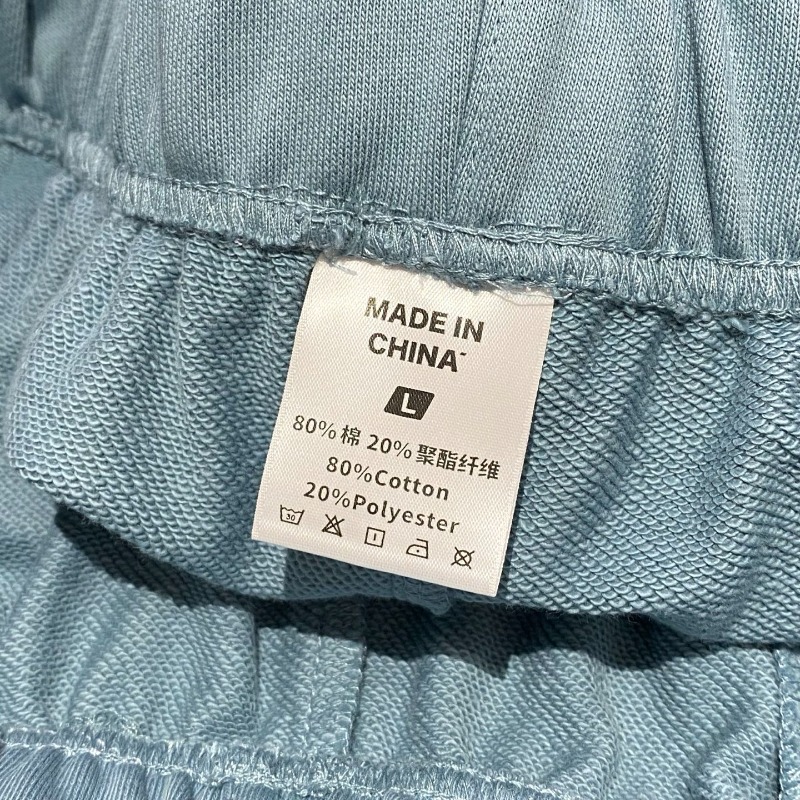 MADE IN
CHINA
L
80% 棉 20% 聚酯纤维
80%Cotton
20%Polyester
30